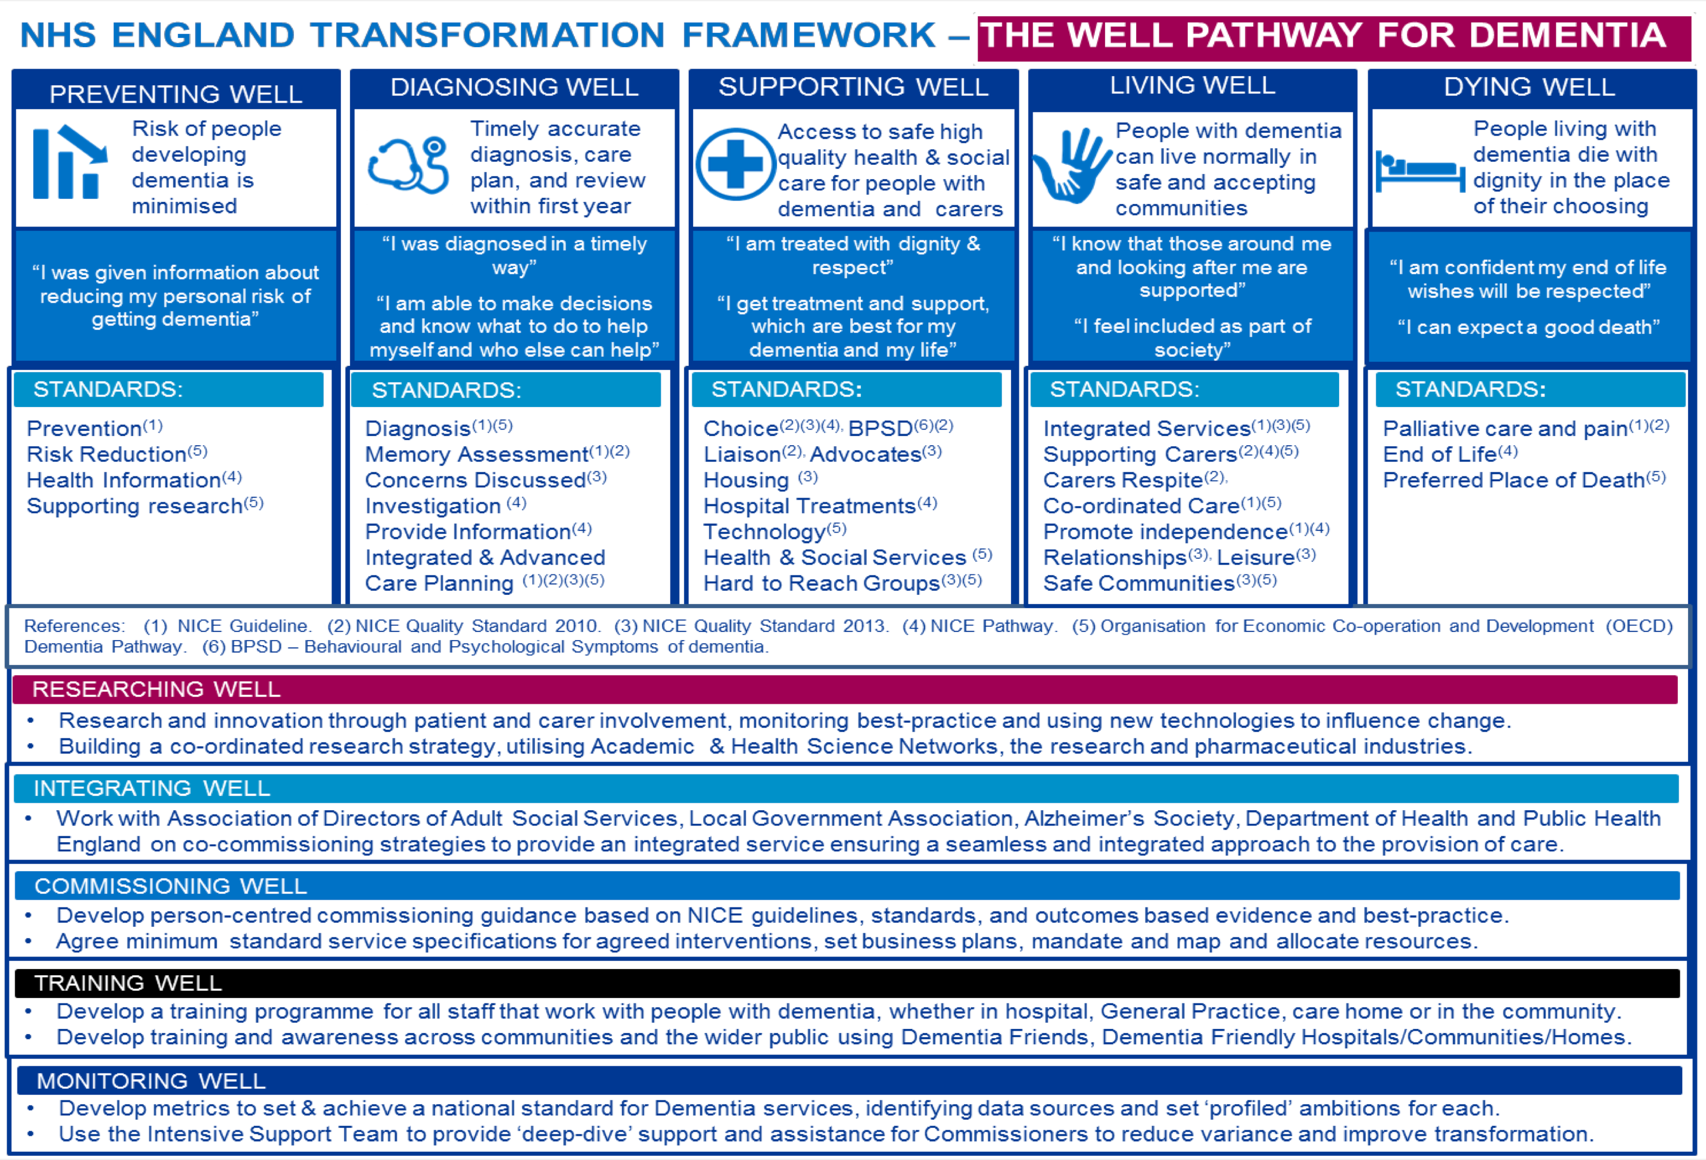 NHS ENGLAND TRANSFORMATION FRAMEWORK – THE WELL PATHWAY FOR DEMENTIA
PREVENTING WELL
Risk of people
developing
dementia is
minimised
“I was given information about
reducing my personal risk of
getting dementia”
STANDARDS:
Prevention(1)
Risk Reduction(5)
Health Information(4)
Supporting research(5)
DIAGNOSING WELL
Timely accurate
diagnosis, care
plan, and review
within first year
“I was diagnosed in a timely
way”
“I am able to make decisions
and know what to do to help
myself and who else can help”
STANDARDS:
Diagnosis(1)(5)
Memory Assessment(1)(2)
Concerns Discussed(3)
Investigation (4)
Provide Information(4)
Integrated & Advanced
Care Planning (1)(2)(3)(5)
SUPPORTING WELL
Access to safe high
quality health & social
care for people with
dementia and carers
“I am treated with dignity &
respect”
“I get treatment and support,
which are best for my
dementia and my life”
STANDARDS:
Choice(2)(3)(4), BPSD(6)(2)
Liaison(2), Advocates(3)
Housing (3)
Hospital Treatments(4)
Technology(5)
Health & Social Services (5)
Hard to Reach Groups(3)(5)
LIVING WELL
People with dementia
can live normally in
safe and accepting
communities
“I know that those around me
and looking after me are
supported”
“I feel included as part of
society”
STANDARDS:
Integrated Services(1)(3)(5)
Supporting Carers(2)(4)(5)
Carers Respite(2),
Co-ordinated Care(1)(5)
Promote independence(1)(4)
Relationships(3), Leisure(3)
Safe Communities(3)(5)
DYING WELL
People living with
dementia die with
dignity in the place
of their choosing
“I am confident my end of life
wishes will be respected”
“I can expect a good death”
STANDARDS:
Palliative care and pain(1)(2)
End of Life(4)
Preferred Place of Death(5)
References: (1) NICE Guideline. (2) NICE Quality Standard 2010. (3) NICE Quality Standard 2013. (4) NICE Pathway. (5) Organisation for Economic Co-operation and Development (OECD)
Dementia Pathway. (6) BPSD – Behavioural and Psychological Symptoms of dementia.
RESEARCHING WELL
• Research and innovation through patient and carer involvement, monitoring best-practice and using new technologies to influence change.
• Building a co-ordinated research strategy, utilising Academic & Health Science Networks, the research and pharmaceutical industries.
INTEGRATING WELL
• Work with Association of Directors of Adult Social Services, Local Government Association, Alzheimer’s Society, Department of Health and Public Health
England on co-commissioning strategies to provide an integrated service ensuring a seamless and integrated approach to the provision of care.
COMMISSIONING WELL
• Develop person-centred commissioning guidance based on NICE guidelines, standards, and outcomes based evidence and best-practice.
• Agree minimum standard service specifications for agreed interventions, set business plans, mandate and map and allocate resources.
TRAINING WELL
• Develop a training programme for all staff that work with people with dementia, whether in hospital, General Practice, care home or in the community.
• Develop training and awareness across communities and the wider public using Dementia Friends, Dementia Friendly Hospitals/Communities/Homes.
MONITORING WELL
• Develop metrics to set & achieve a national standard for Dementia services, identifying data sources and set ‘profiled’ ambitions for each.
• Use the Intensive Support Team to provide ‘deep-dive’ support and assistance for Commissioners to reduce variance and improve transformation.